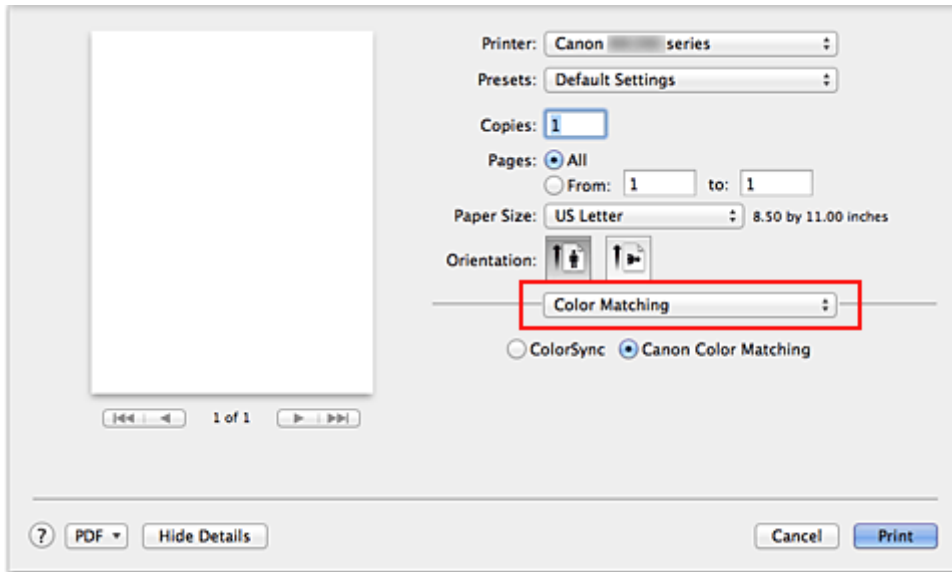 Printer: Canon series
Presets: Default Settings
Copies: 1
Pages: All
From: 1 to: 1
Paper Size: US Letter 8.50 by 11.00 inches
Orientation:
Color Matching
ColorSync Canon Color Matching
1 of 1
? PDF Hide Details Cancel Print